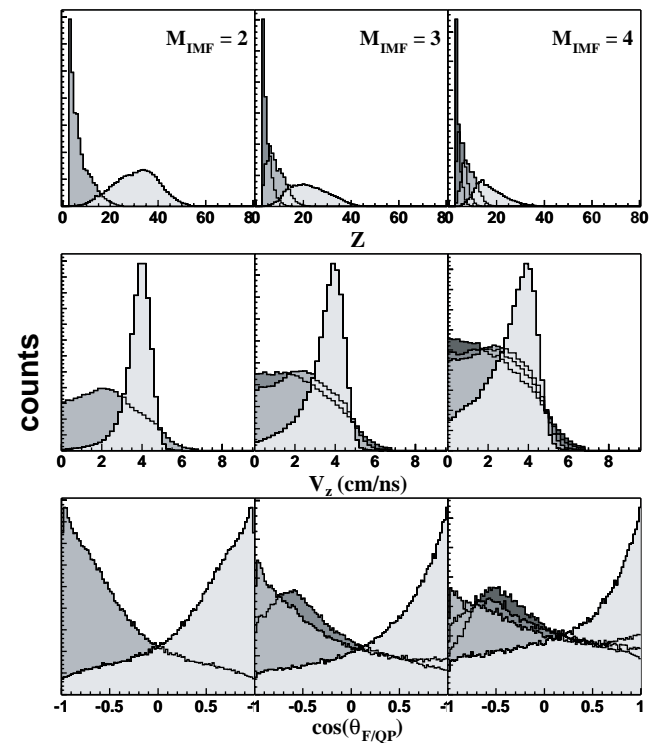 M_IMF = 2 M_IMF = 3 M_IMF = 4
0 20 40 60 80 0 20 40 60 80 0 20 40 60 80
Z
counts
0 2 4 6 8 0 2 4 6 8 0 2 4 6 8
V_z (cm/ns)
-1 -0.5 0 0.5 -1 -0.5 0 0.5 -1 -0.5 0 0.5 1
cos(θ_F/QP)